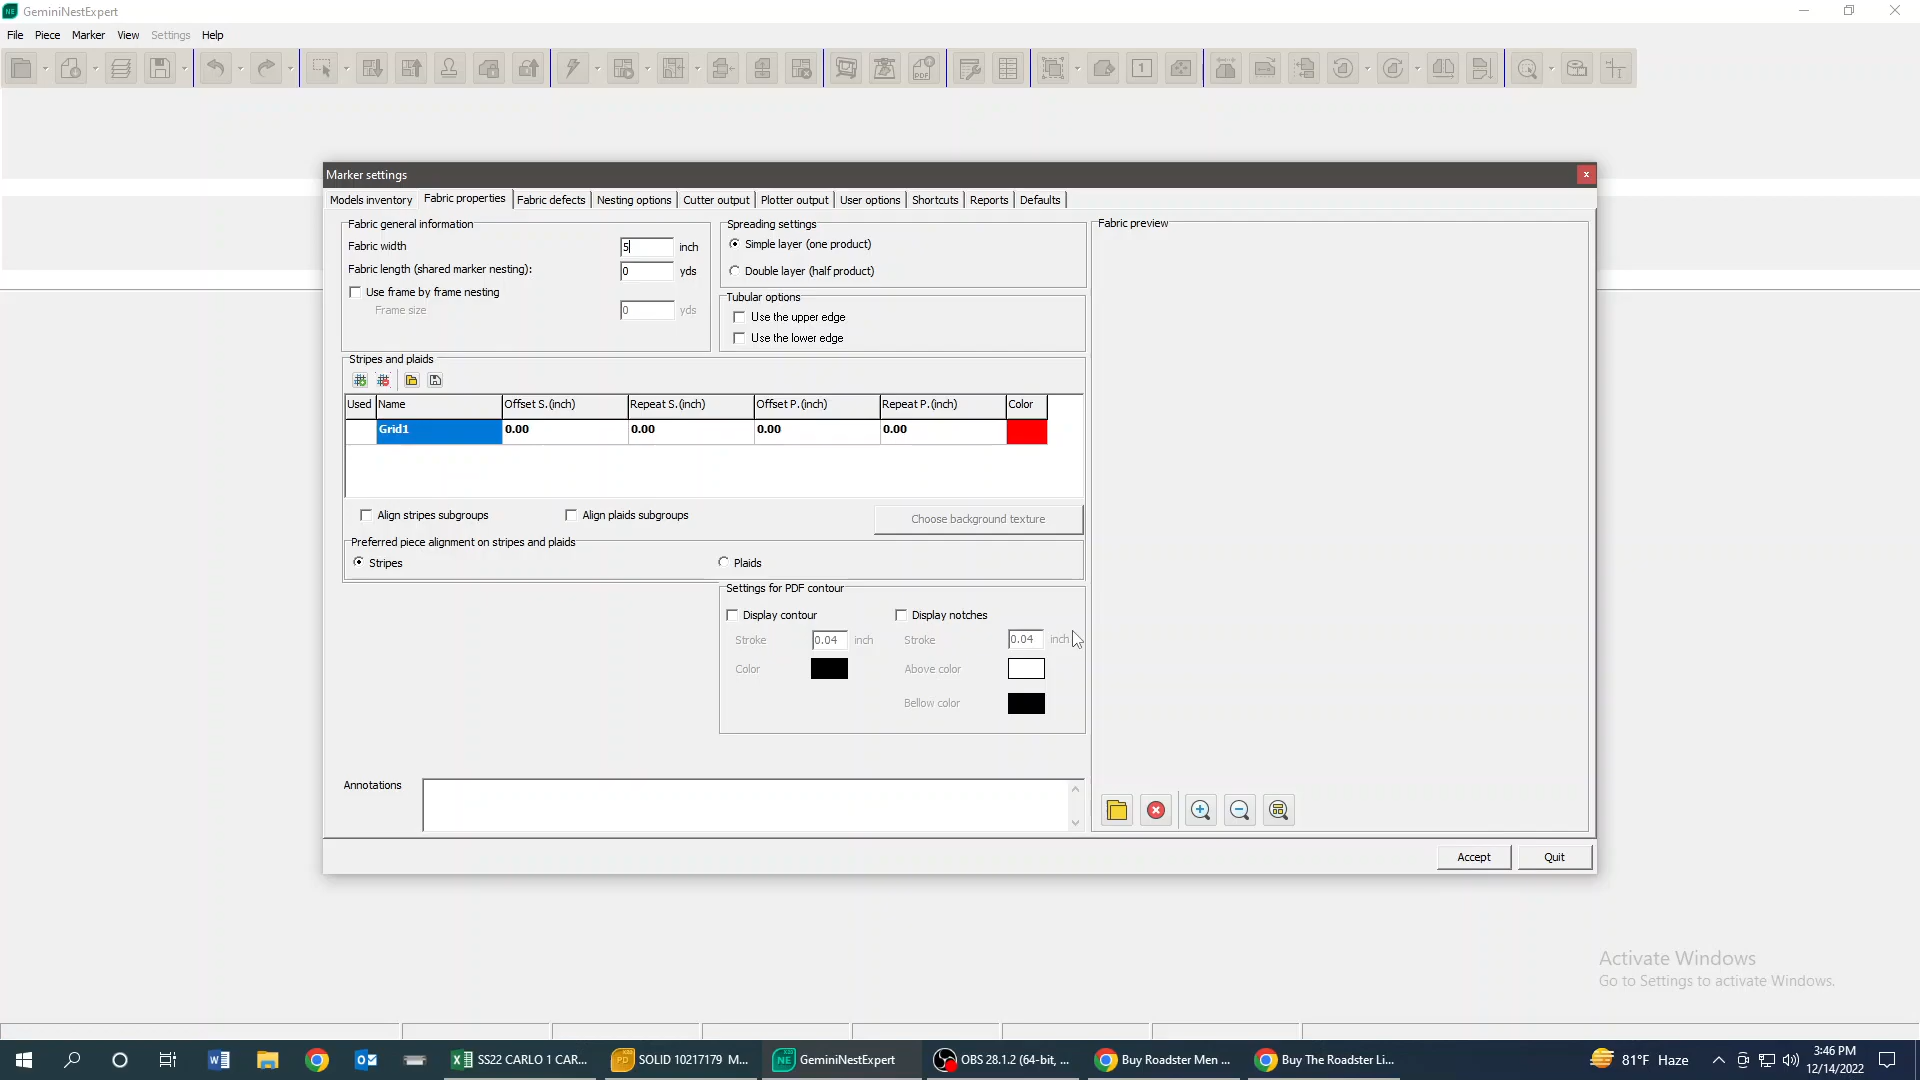 GeminiNestExpert
File Piece Marker View Settings Help
PDF 1
Marker settings
Models inventory Fabric properties Fabric defects Nesting options Cutter output Plotter output User options Shortcuts Reports Defaults
Fabric general information
Fabric width 5 inch
Fabric length (shared marker nesting): 0 yds
Use frame by frame nesting
Frame size 0 yds
Spreading settings
Simple layer (one product)
Double layer (half product)
Tubular options
Use the upper edge
Use the lower edge
Fabric preview
Stripes and plaids
Used Name Offset S.(inch) Repeat S.(inch) Offset P.(inch) Repeat P.(inch) Color
Grid1 0.00 0.00 0.00 0.00
Align stripes subgroups Align plaids subgroups Choose background texture
Preferred piece alignment on stripes and plaids
Stripes Plaids
Settings for PDF contour
Display contour Display notches
Stroke 0.04 inch Stroke 0.04 inch
Color Above color
Bellow color
Annotations
Accept Quit
Activate Windows
Go to Settings to activate Windows.
SS22 CARLO 1 CAR... SOLID 10217179 M... GeminiNestExpert OBS 28.1.2 (64-bit, ... Buy Roadster Men ... Buy The Roadster Li... 81°F Haze 3:46 PM
12/14/2022